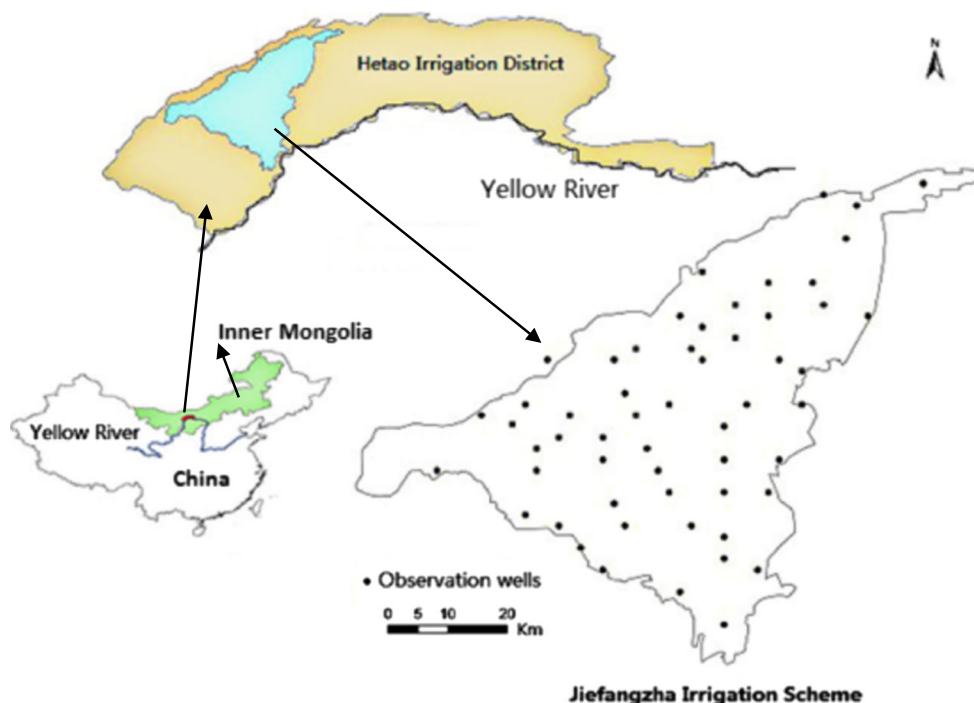 Hetao Irrigation District
N
Yellow River
Inner Mongolia
Yellow River
China
Observation wells
0 5 10 20
Km
Jiefangzha Irrigation Scheme